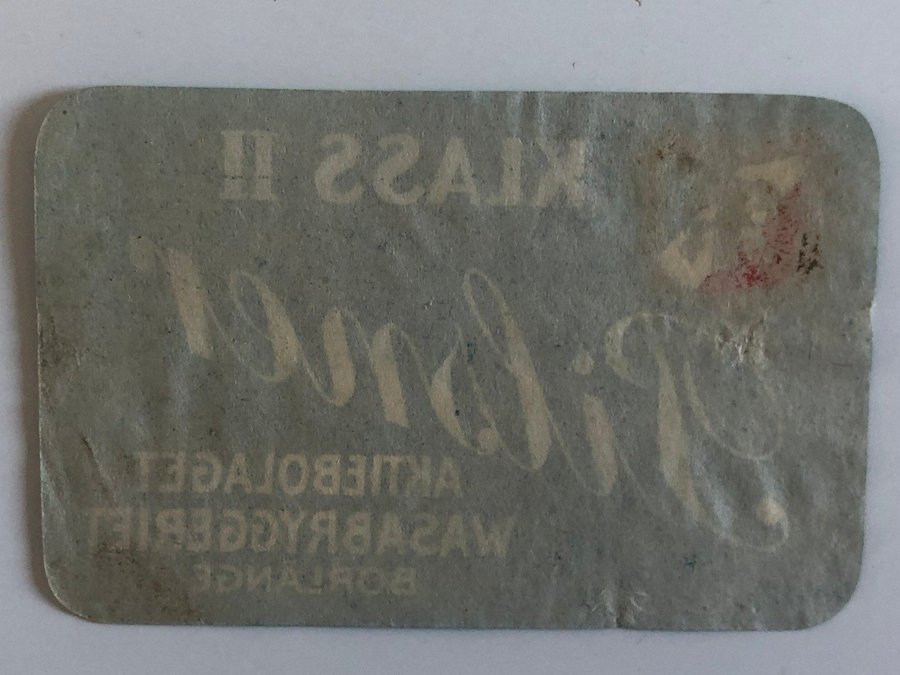 KLASS II
Pilsner
AKTIEBOLAGET
WASABRYGGERIET
BORLÄNGE